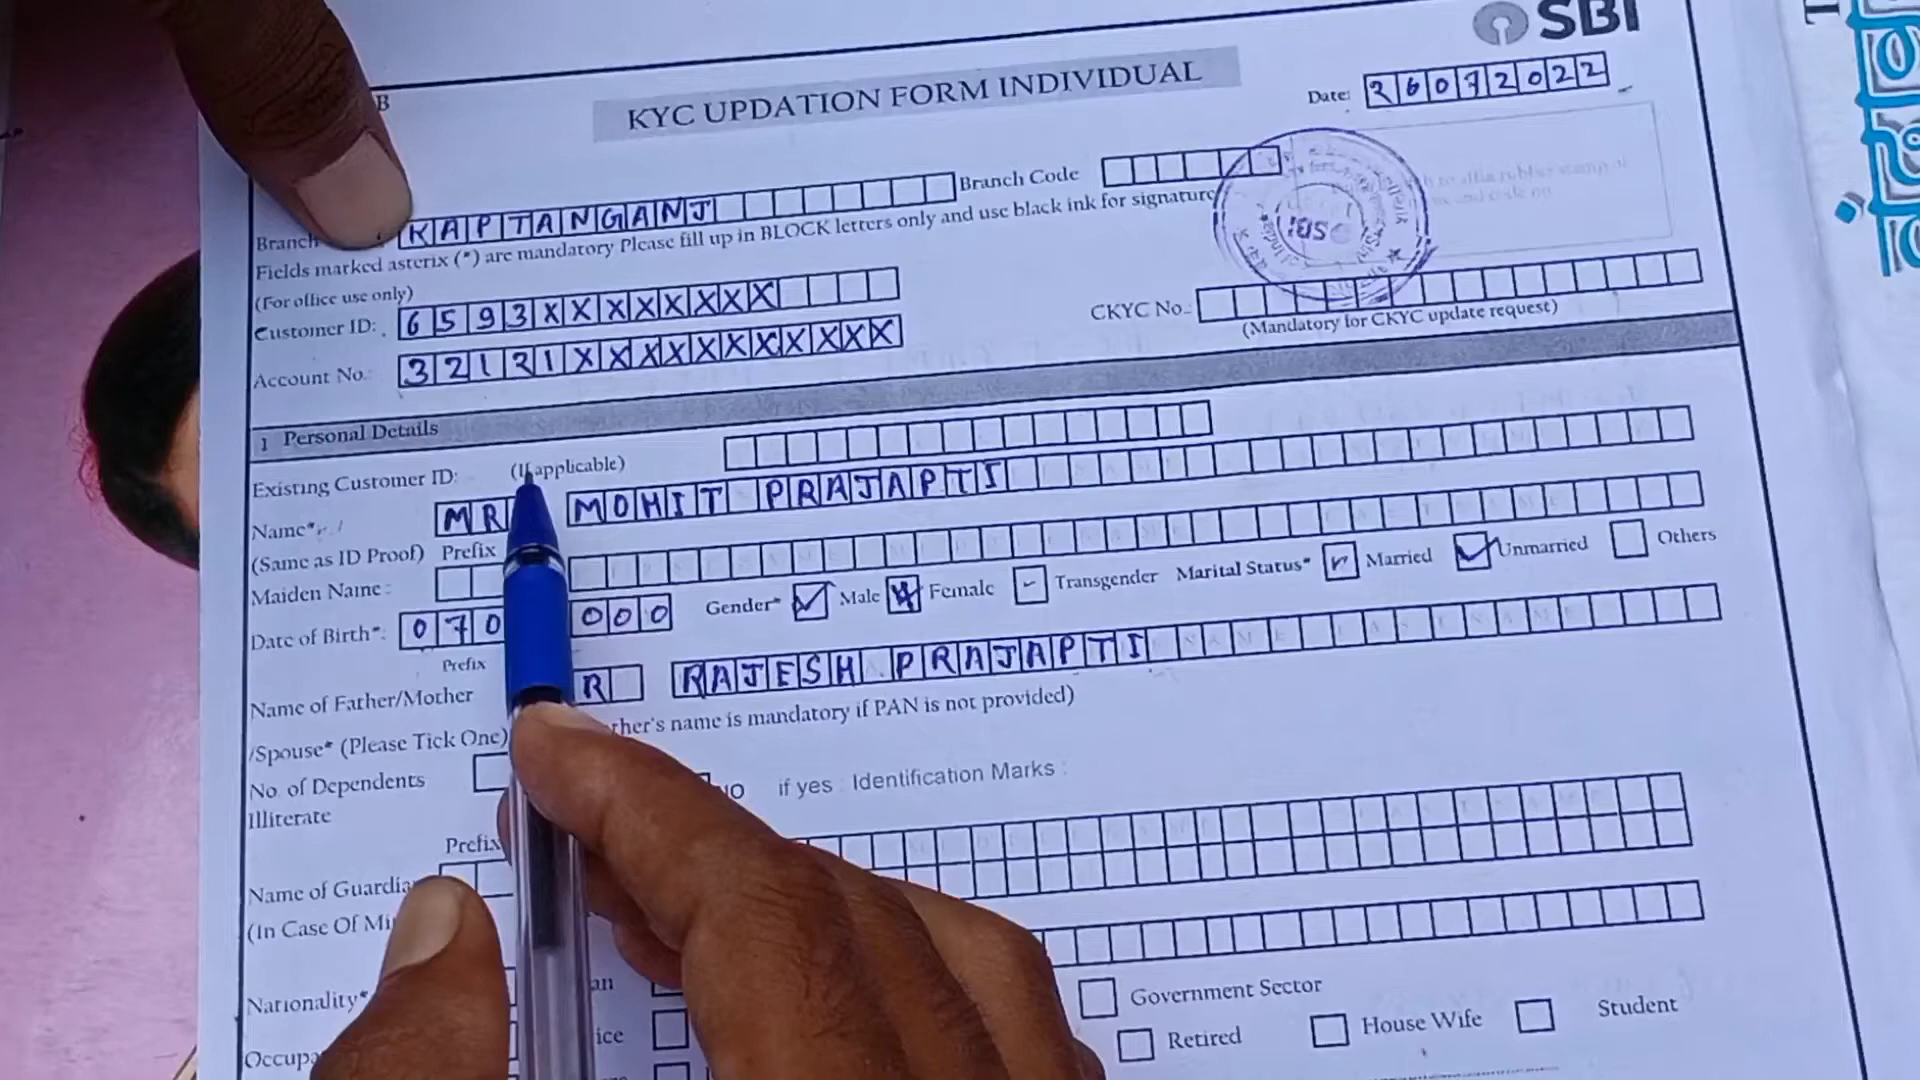 SBI
B
KYC UPDATION FORM INDIVIDUAL
Date: 26072022
Branch KAPTANGANJ Branch Code
Fields marked asterix (*) are mandatory Please fill up in BLOCK letters only and use black ink for signature
(For office use only)
Customer ID: 6593XXXXXXXX
CKYC No.:
(Mandatory for CKYC update request)
Account No.: 32121XXXXXXXXXXX
1 Personal Details
Existing Customer ID: (If applicable)
Name* MR MOHIT PRAJAPTI
(Same as ID Proof) Prefix
Maiden Name:
Date of Birth*: 070 000 Gender* Male Female Transgender Marital Status* Married Unmarried Others
Prefix
Name of Father/Mother R RAJESH PRAJAPTI
/Spouse* (Please Tick One) ther's name is mandatory if PAN is not provided)
No. of Dependents
Illiterate NO if yes : Identification Marks :
Prefix
Name of Guardia
(In Case Of Mi
Nationality* an Government Sector
Occupa ice Retired House Wife Student